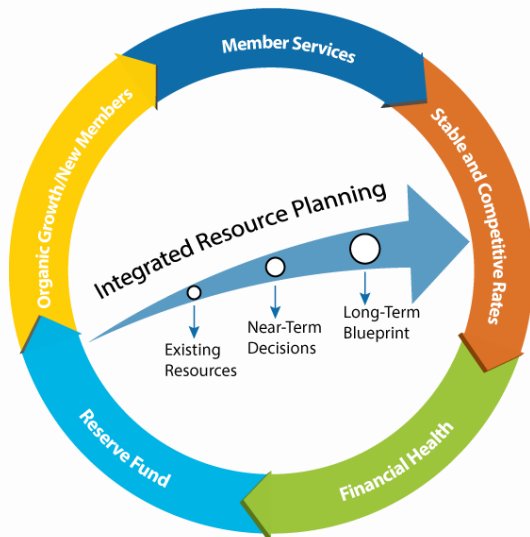 Member Services
Stable and Competitive Rates
Financial Health
Reserve Fund
Organic Growth/New Members
Integrated Resource Planning
Existing
Resources
Near-Term
Decisions
Long-Term
Blueprint